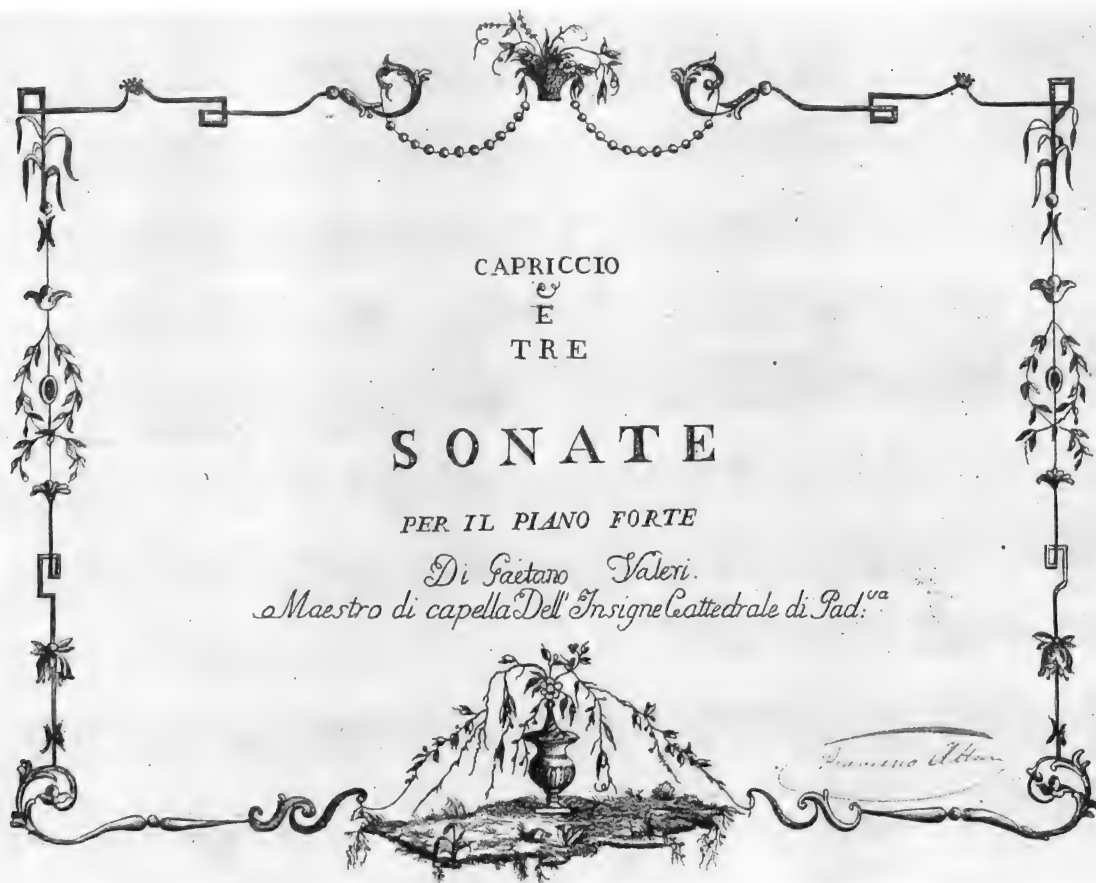 CAPRICCIO
E
TRE
SONATE
PER IL PIANO FORTE
Di Gaetano Valeri.
Maestro di capella Dell' Insigne Cattedrale di Pad:va